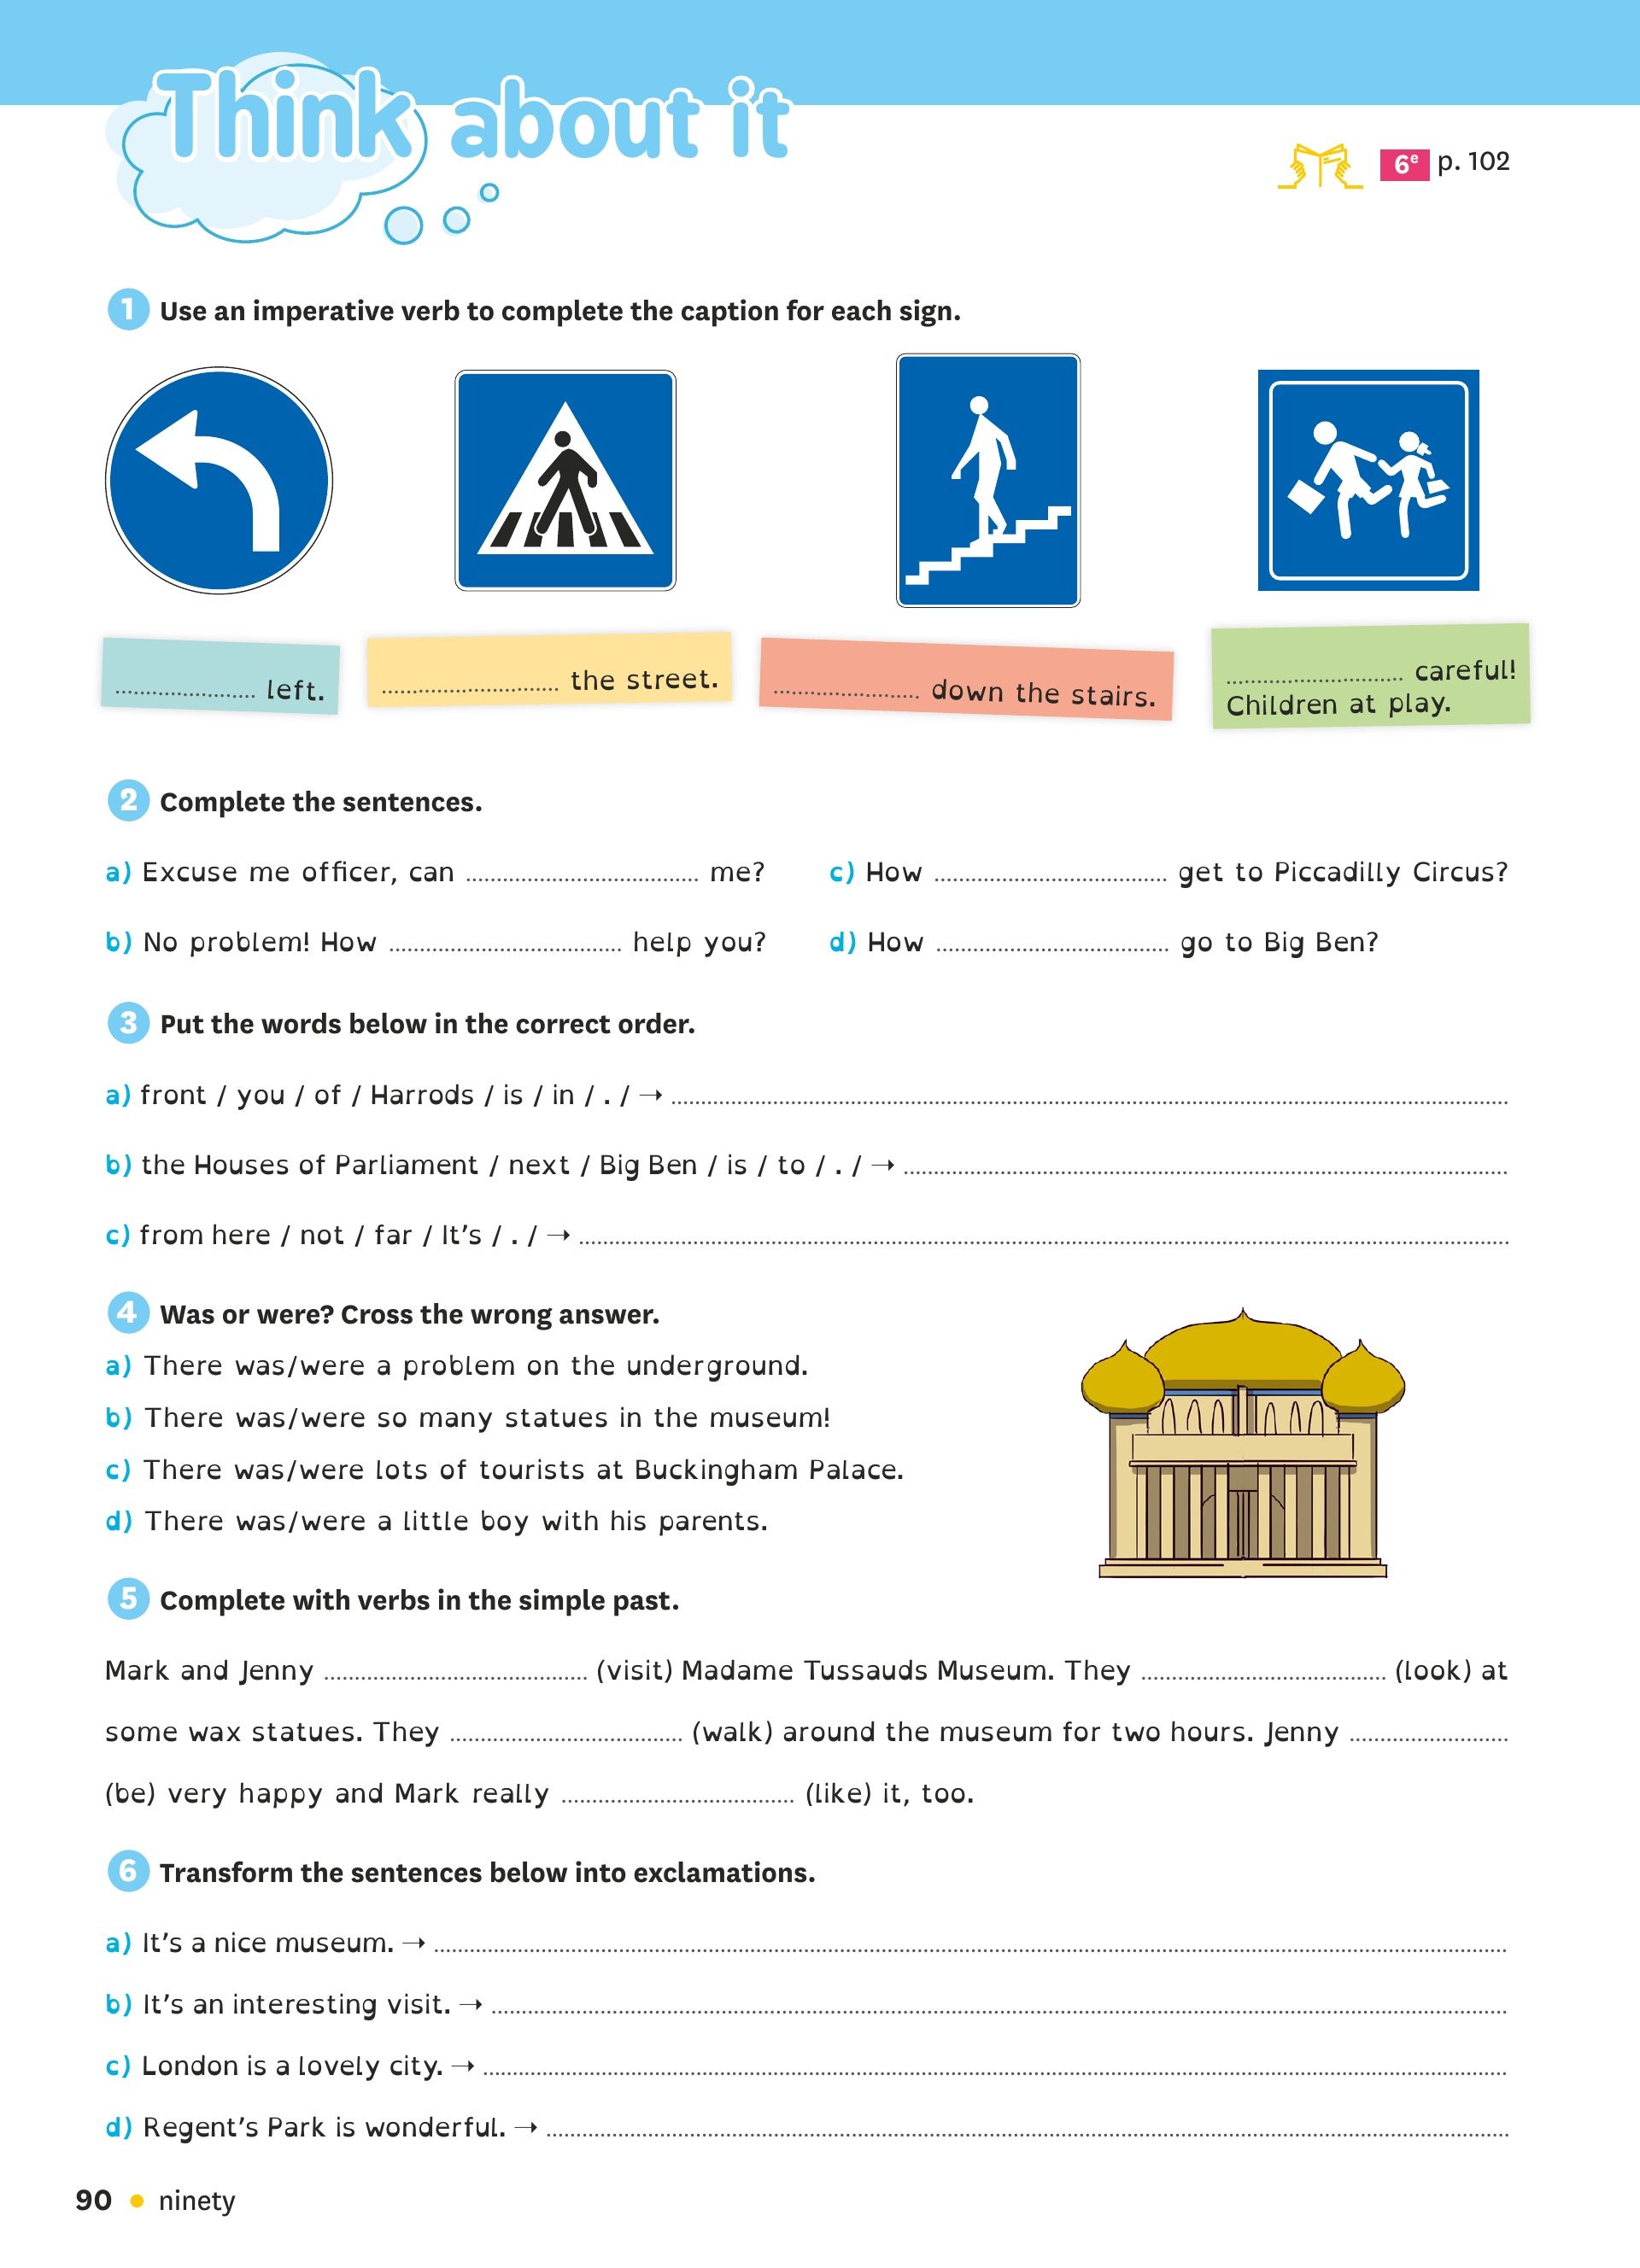 Think about it
6e p. 102
1 Use an imperative verb to complete the caption for each sign.
........................ left.
.............................. the street.
......................... down the stairs.
.............................. careful!
Children at play.
2 Complete the sentences.
a) Excuse me officer, can ....................................... me?
b) No problem! How ....................................... help you?
c) How ....................................... get to Piccadilly Circus?
d) How ....................................... go to Big Ben?
3 Put the words below in the correct order.
a) front / you / of / Harrods / is / in / . / → .......................................
b) the Houses of Parliament / next / Big Ben / is / to / . / → .......................................
c) from here / not / far / It's / . / → .......................................
4 Was or were? Cross the wrong answer.
a) There was/were a problem on the underground.
b) There was/were so many statues in the museum!
c) There was/were lots of tourists at Buckingham Palace.
d) There was/were a little boy with his parents.
5 Complete with verbs in the simple past.
Mark and Jenny ....................................... (visit) Madame Tussauds Museum. They ....................................... (look) at
some wax statues. They ....................................... (walk) around the museum for two hours. Jenny ..........................
(be) very happy and Mark really ....................................... (like) it, too.
6 Transform the sentences below into exclamations.
a) It's a nice museum. → .......................................
b) It's an interesting visit. → .......................................
c) London is a lovely city. → .......................................
d) Regent's Park is wonderful. → .......................................
90 • ninety